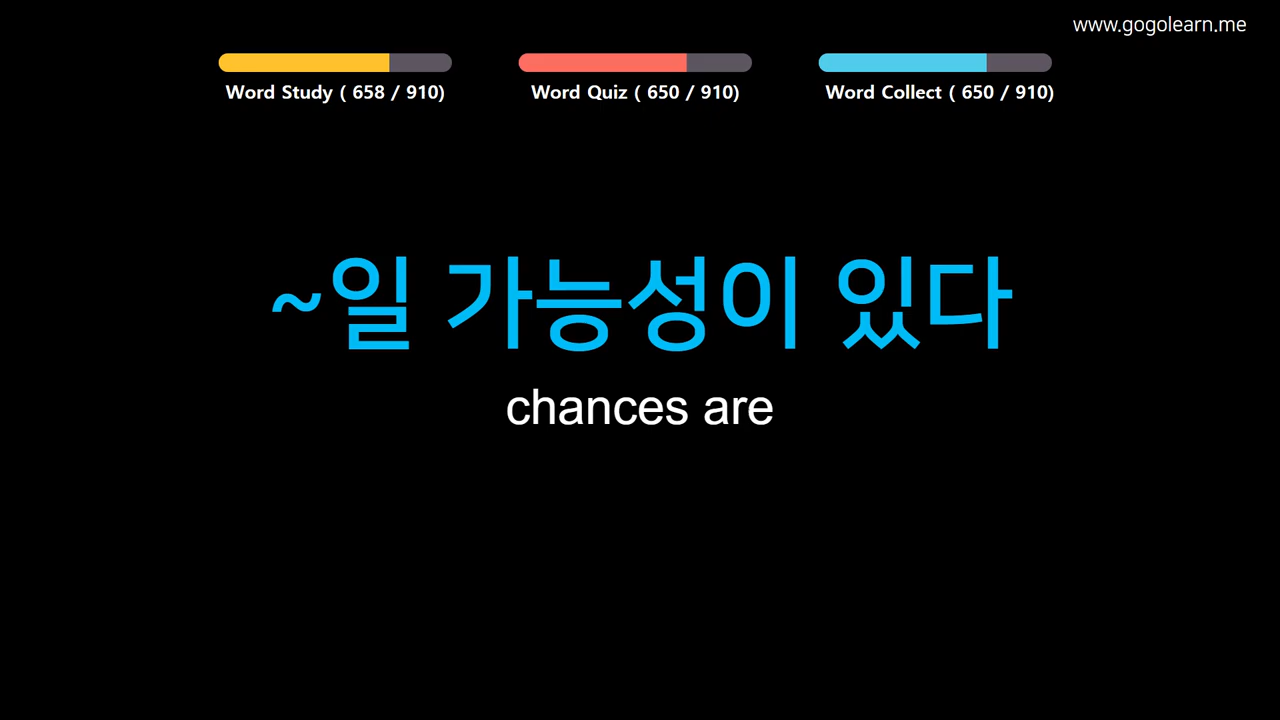 www.gogolearn.me
Word Study ( 658 / 910)
Word Quiz ( 650 / 910)
Word Collect ( 650 / 910)
~일 가능성이 있다
chances are